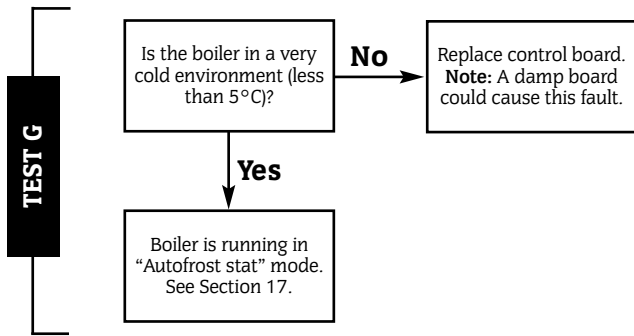 TEST G
Is the boiler in a very
cold environment (less
than 5°C)?
No
Replace control board.
Note: A damp board
could cause this fault.
Yes
Boiler is running in
“Autofrost stat” mode.
See Section 17.